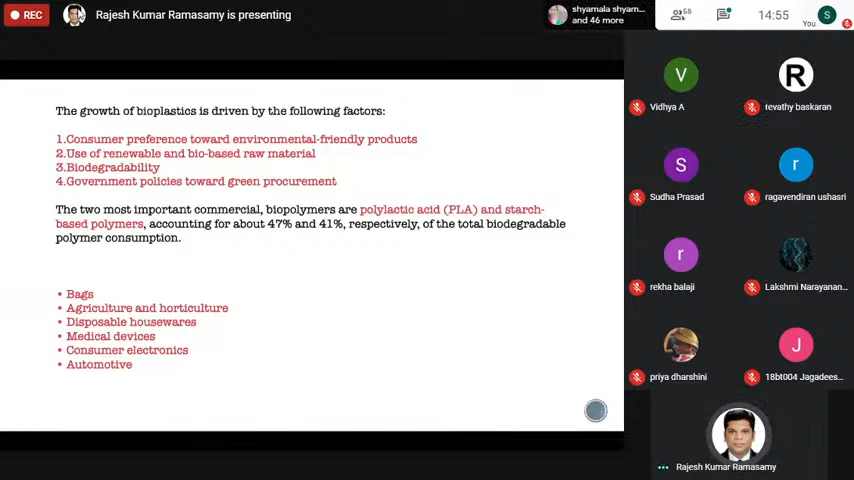 REC
Rajesh Kumar Ramasamy is presenting
shyamala shyam...
and 46 more
68
14:55
You
S
The growth of bioplastics is driven by the following factors:
1.Consumer preference toward environmental-friendly products
2.Use of renewable and bio-based raw material
3.Biodegradability
4.Government policies toward green procurement
The two most important commercial, biopolymers are polylactic acid (PLA) and starch-
based polymers, accounting for about 47% and 41%, respectively, of the total biodegradable
polymer consumption.
• Bags
• Agriculture and horticulture
• Disposable housewares
• Medical devices
• Consumer electronics
• Automotive
V
Vidhya A
R
revathy baskaran
S
Sudha Prasad
r
ragavendiran ushasri
r
rekha balaji
Lakshmi Narayanan...
priya dharshini
J
18bt004 Jagadees...
Rajesh Kumar Ramasamy